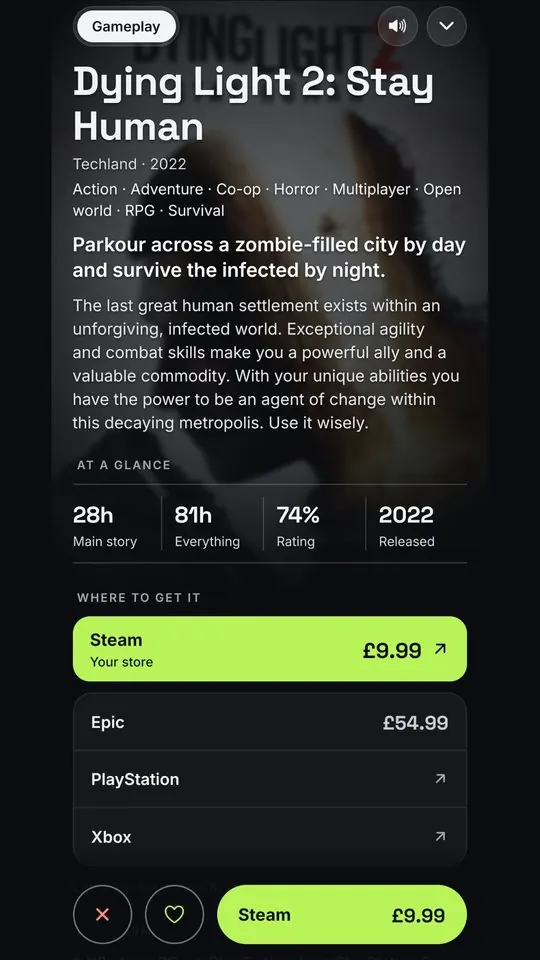 Gameplay
DYING LIGHT 2
Dying Light 2: Stay
Human
Techland · 2022
Action · Adventure · Co-op · Horror · Multiplayer · Open
world · RPG · Survival
Parkour across a zombie-filled city by day
and survive the infected by night.
The last great human settlement exists within an
unforgiving, infected world. Exceptional agility
and combat skills make you a powerful ally and a
valuable commodity. With your unique abilities you
have the power to be an agent of change within
this decaying metropolis. Use it wisely.
AT A GLANCE
28h
Main story
81h
Everything
74%
Rating
2022
Released
WHERE TO GET IT
Steam
Your store
£9.99
Epic
£54.99
PlayStation
Xbox
Steam
£9.99